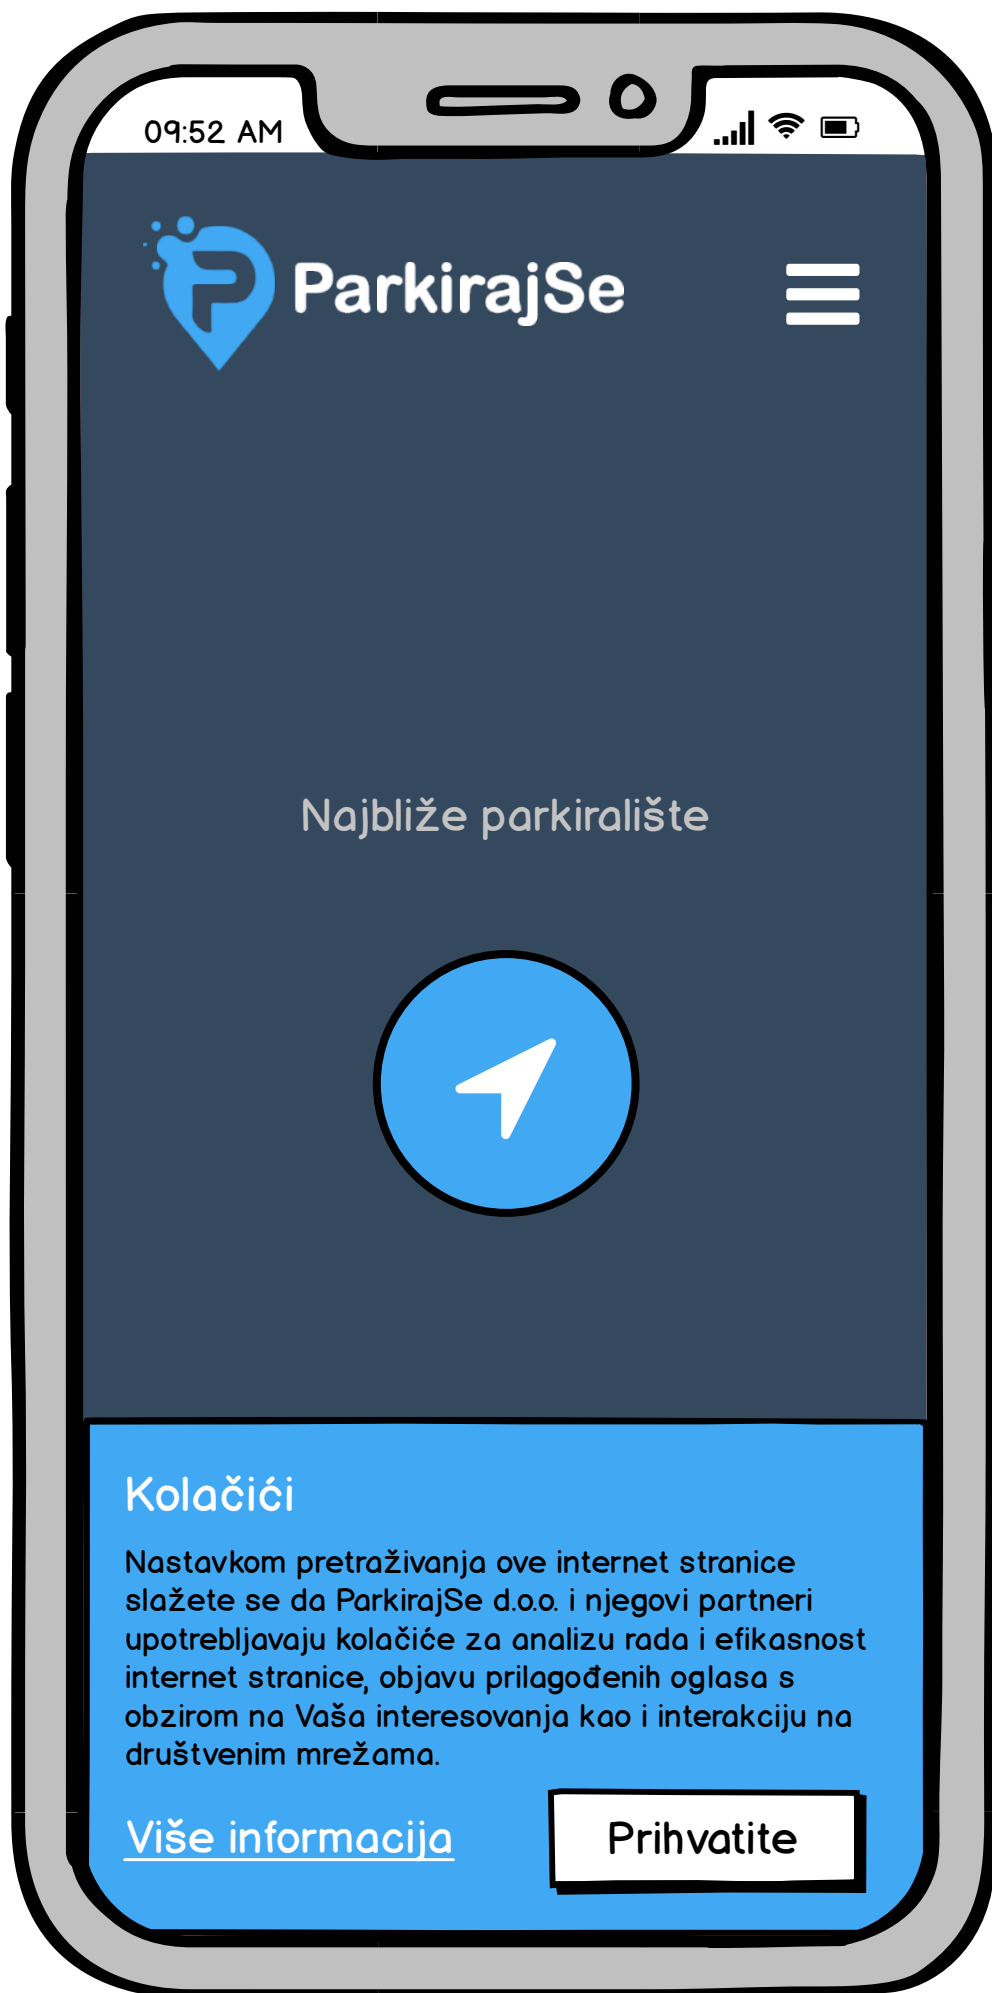 09:52 AM
ParkirajSe
Najbliže parkiralište
Kolačići
Nastavkom pretraživanja ove internet stranice
slažete se da ParkirajSe d.o.o. i njegovi partneri
upotrebljavaju kolačiće za analizu rada i efikasnost
internet stranice, objavu prilagođenih oglasa s
obzirom na Vaša interesovanja kao i interakciju na
društvenim mrežama.
Više informacija
Prihvatite